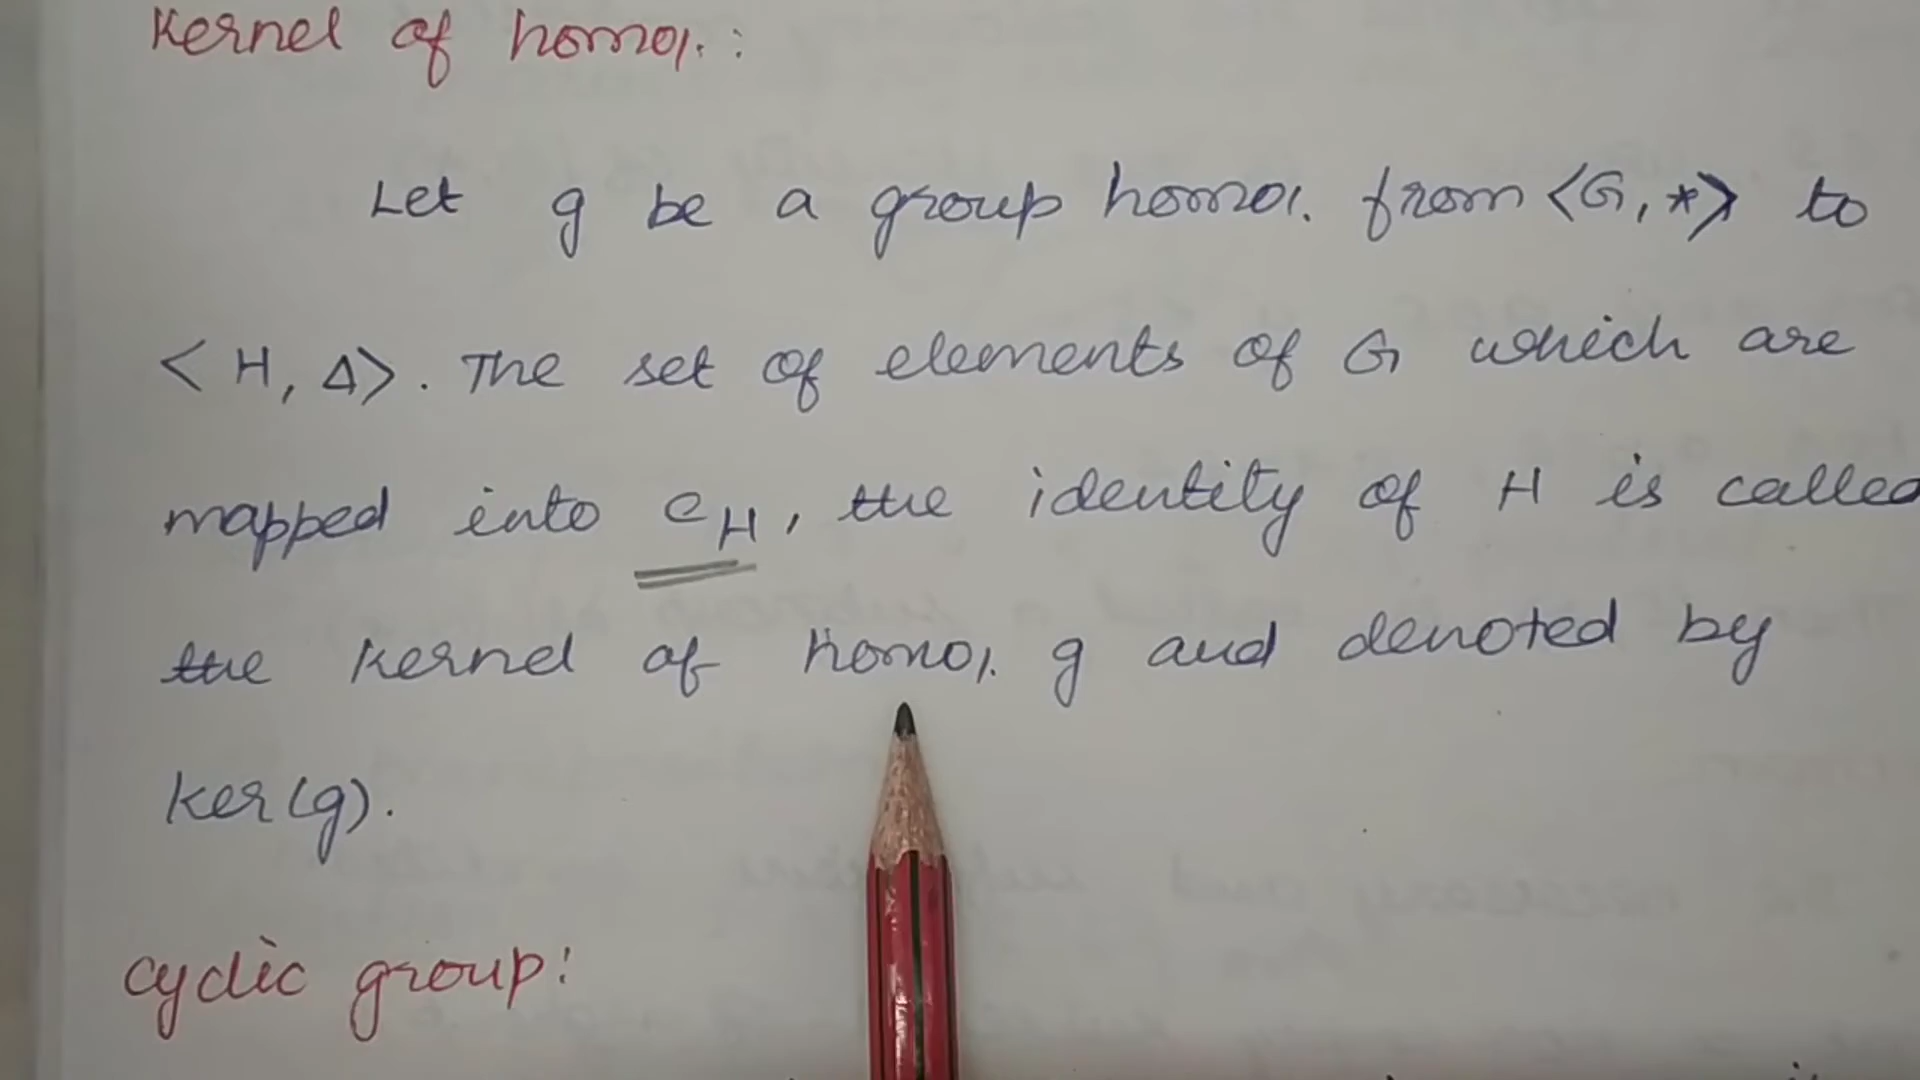 Kernel of homo/. :
Let g be a group homo/. from <G, *> to
< H, Δ>. The set of elements of G which are
mapped into eH, the identity of H is called
the kernel of homo/. g and denoted by
ker(g).
Cyclic group: